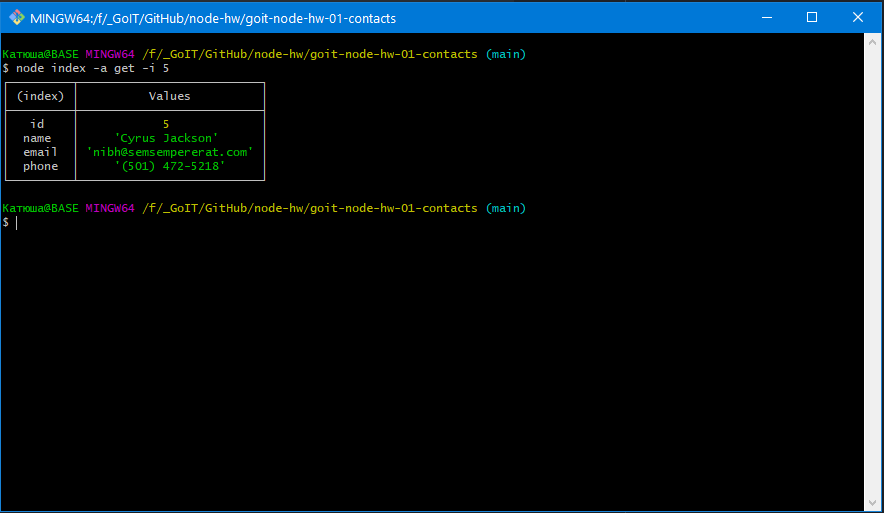 MINGW64:/f/_GoIT/GitHub/node-hw/goit-node-hw-01-contacts
Катюша@BASE MINGW64 /f/_GoIT/GitHub/node-hw/goit-node-hw-01-contacts (main)
$ node index -a get -i 5
(index) Values
id 5
name 'Cyrus Jackson'
email 'nibh@semsempererat.com'
phone '(501) 472-5218'
Катюша@BASE MINGW64 /f/_GoIT/GitHub/node-hw/goit-node-hw-01-contacts (main)
$